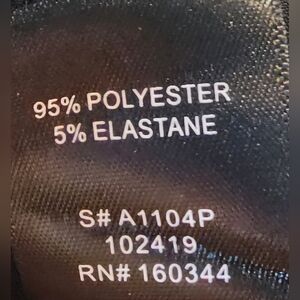 95% POLYESTER
5% ELASTANE
S# A1104P
102419
RN# 160344